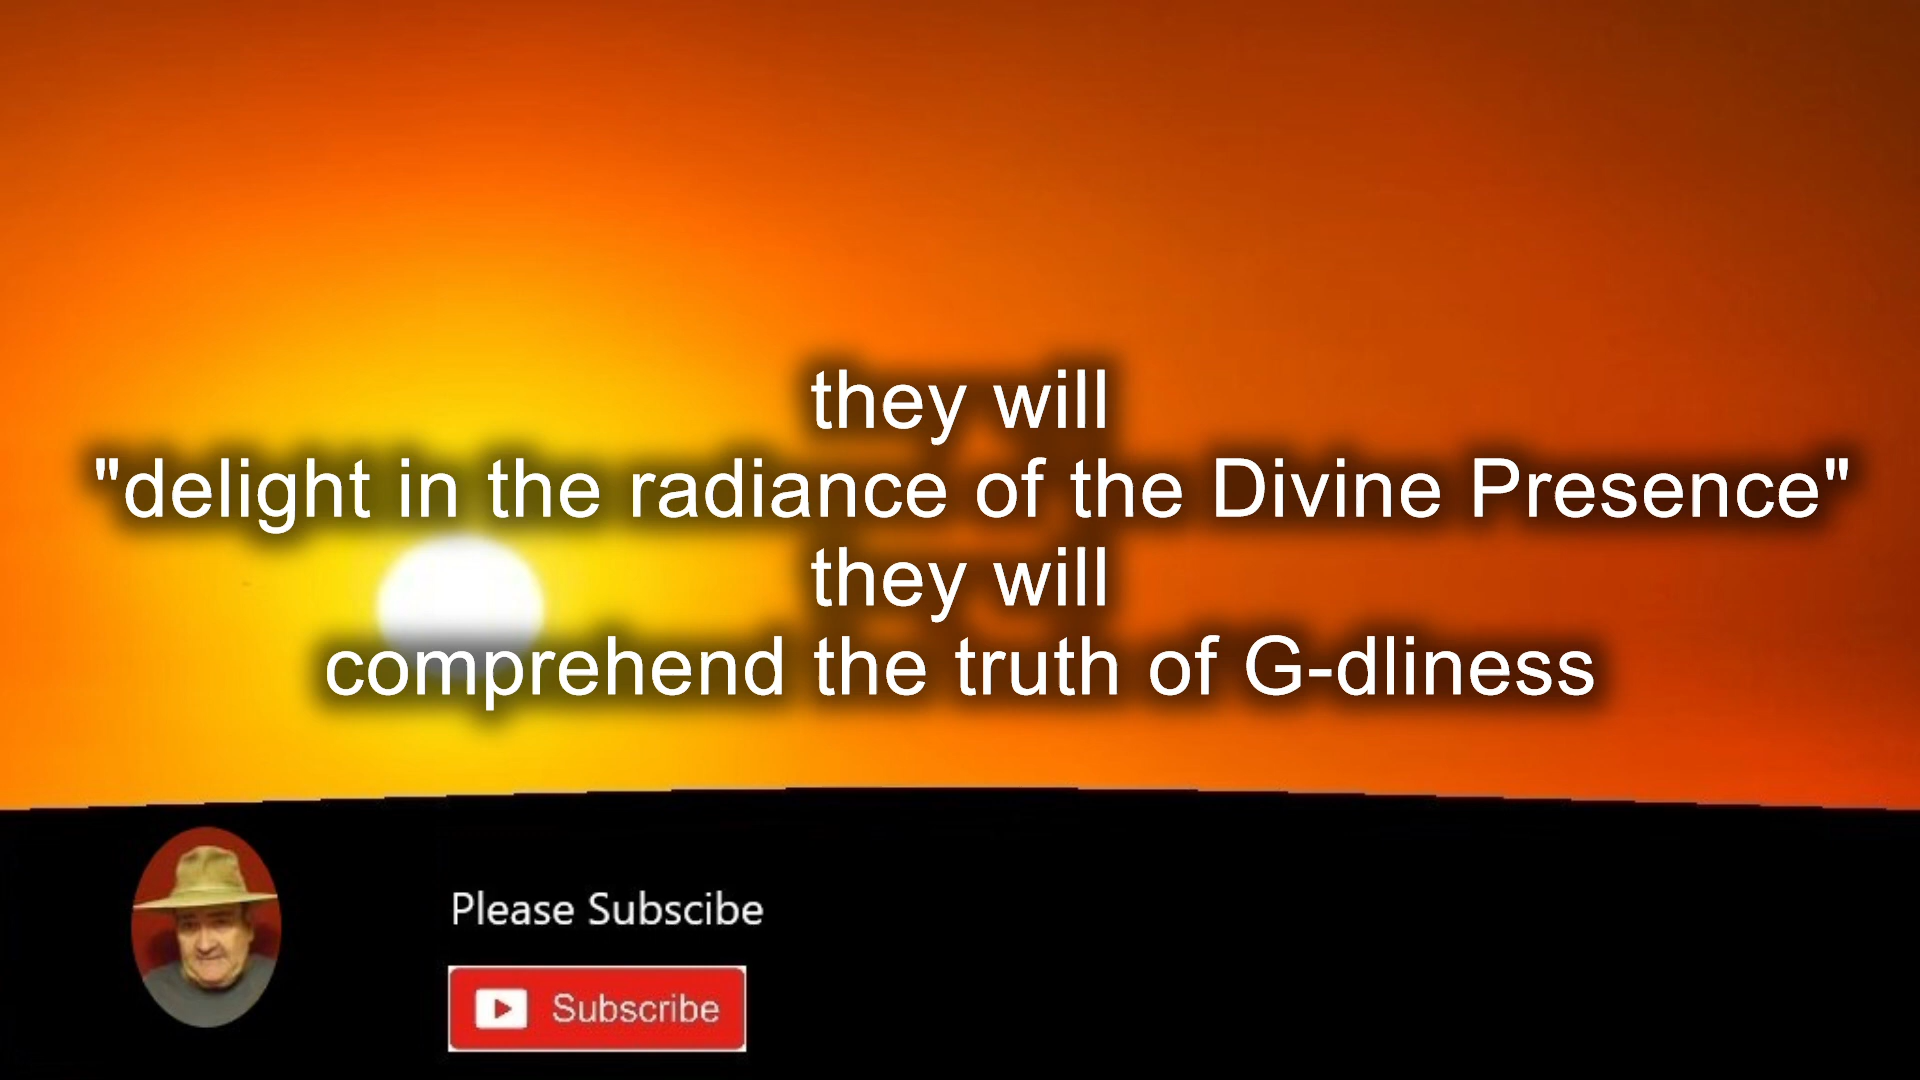 they will
"delight in the radiance of the Divine Presence"
they will
comprehend the truth of G-dliness
Please Subscibe
Subscribe